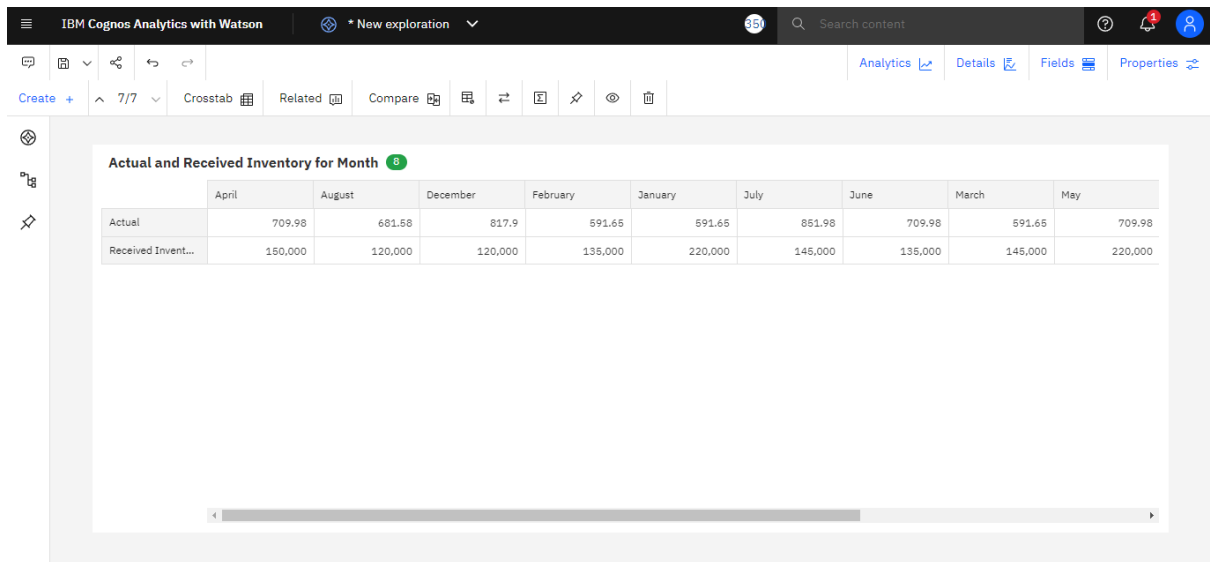 IBM Cognos Analytics with Watson * New exploration 350 Search content 1
Analytics Details Fields Properties
Create + 7/7 Crosstab Related Compare
Actual and Received Inventory for Month 8
April August December February January July June March May
Actual 709.98 681.58 817.9 591.65 591.65 851.98 709.98 591.65 709.98
Received Invent... 150,000 120,000 120,000 135,000 220,000 145,000 135,000 145,000 220,000